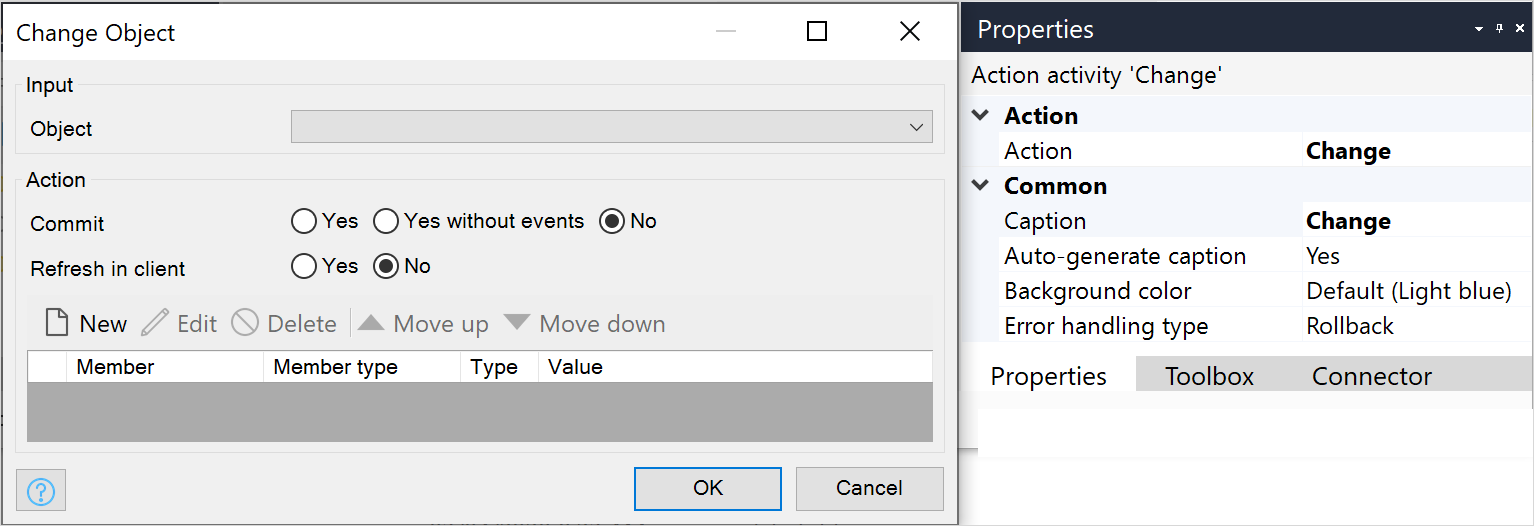 Change Object
Input
Object
Action
Commit Yes Yes without events No
Refresh in client Yes No
New Edit Delete Move up Move down
Member Member type Type Value
? OK Cancel
Properties
Action activity 'Change'
Action
Action Change
Common
Caption Change
Auto-generate caption Yes
Background color Default (Light blue)
Error handling type Rollback
Properties Toolbox Connector